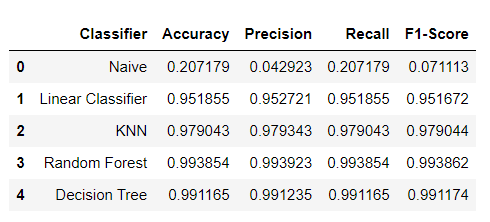 Classifier Accuracy Precision Recall F1-Score
0 Naive 0.207179 0.042923 0.207179 0.071113
1 Linear Classifier 0.951855 0.952721 0.951855 0.951672
2 KNN 0.979043 0.979343 0.979043 0.979044
3 Random Forest 0.993854 0.993923 0.993854 0.993862
4 Decision Tree 0.991165 0.991235 0.991165 0.991174